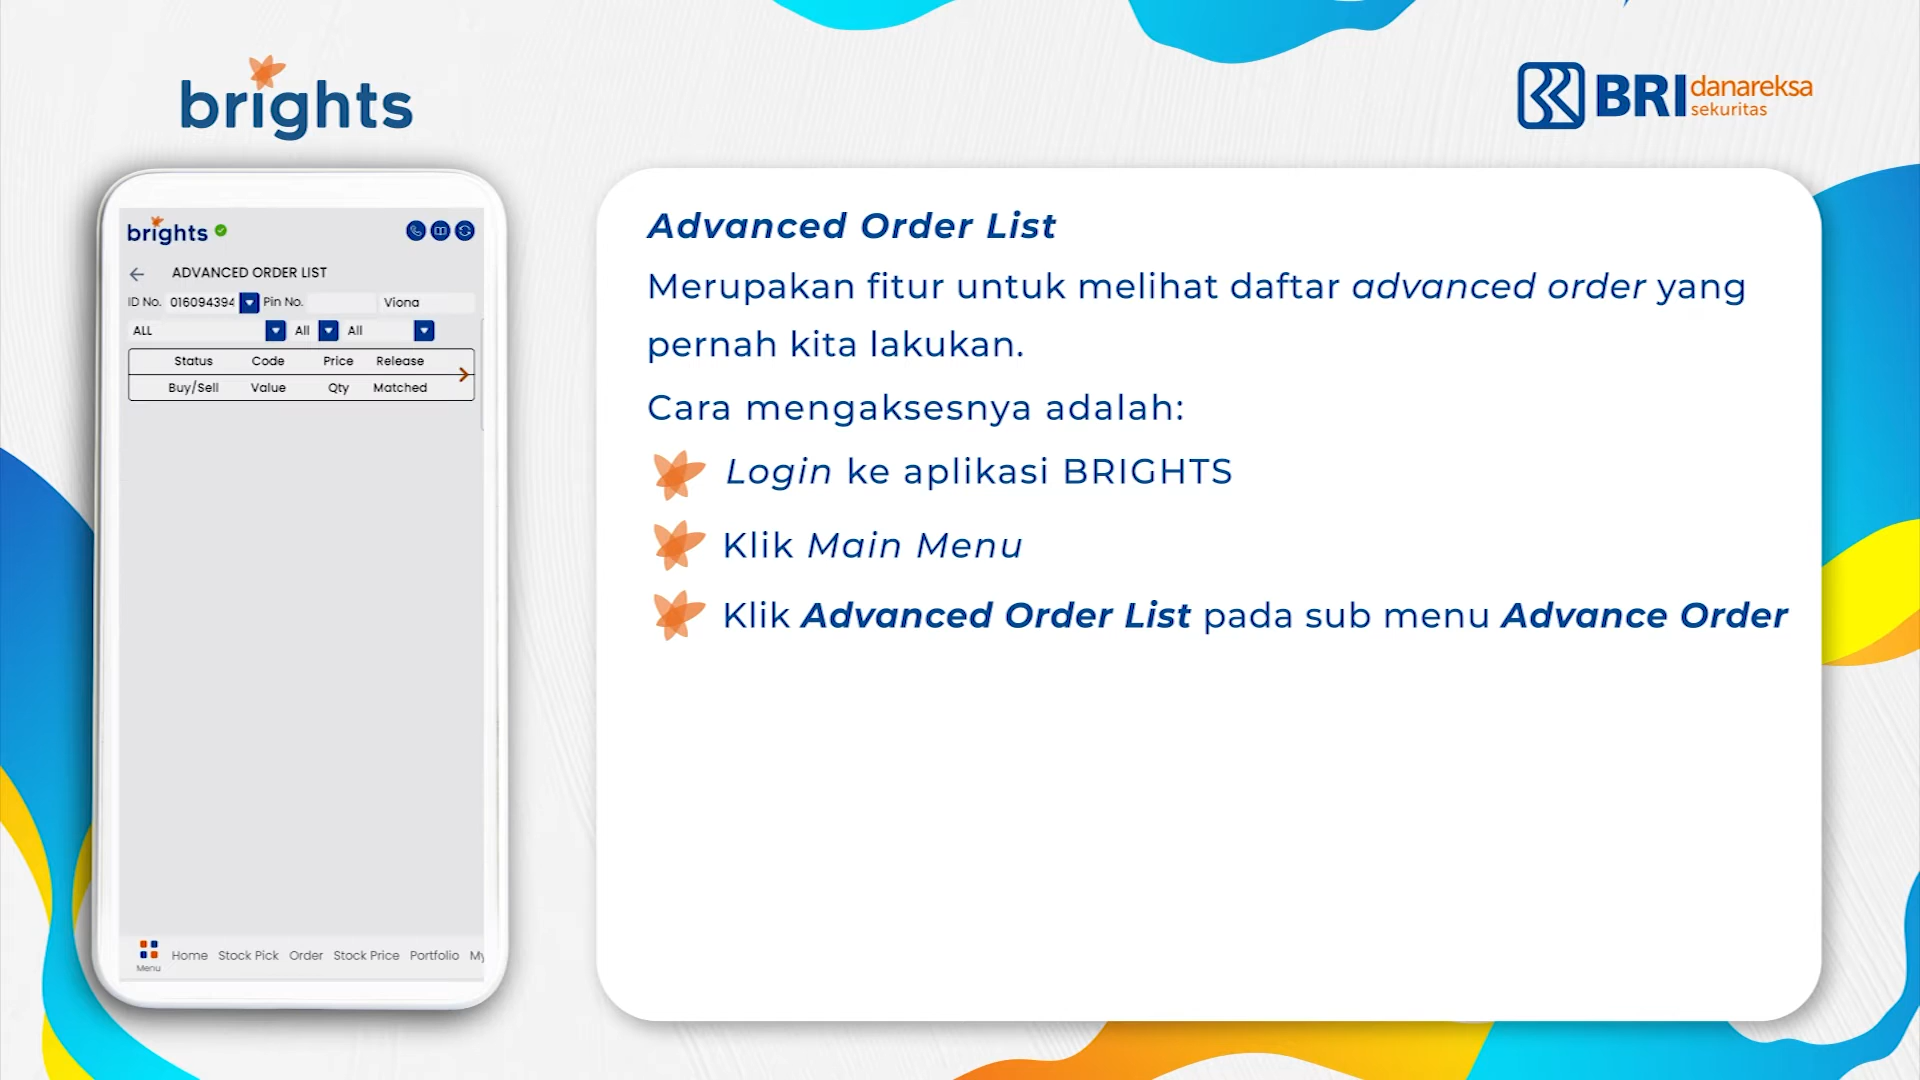 brights
BRI danareksa sekuritas
brights
ADVANCED ORDER LIST
ID No. 016094394 Pin No. Viona
ALL All All
Status Code Price Release
Buy/Sell Value Qty Matched
Menu Home Stock Pick Order Stock Price Portfolio My
Advanced Order List
Merupakan fitur untuk melihat daftar advanced order yang
pernah kita lakukan.
Cara mengaksesnya adalah:
Login ke aplikasi BRIGHTS
Klik Main Menu
Klik Advanced Order List pada sub menu Advance Order